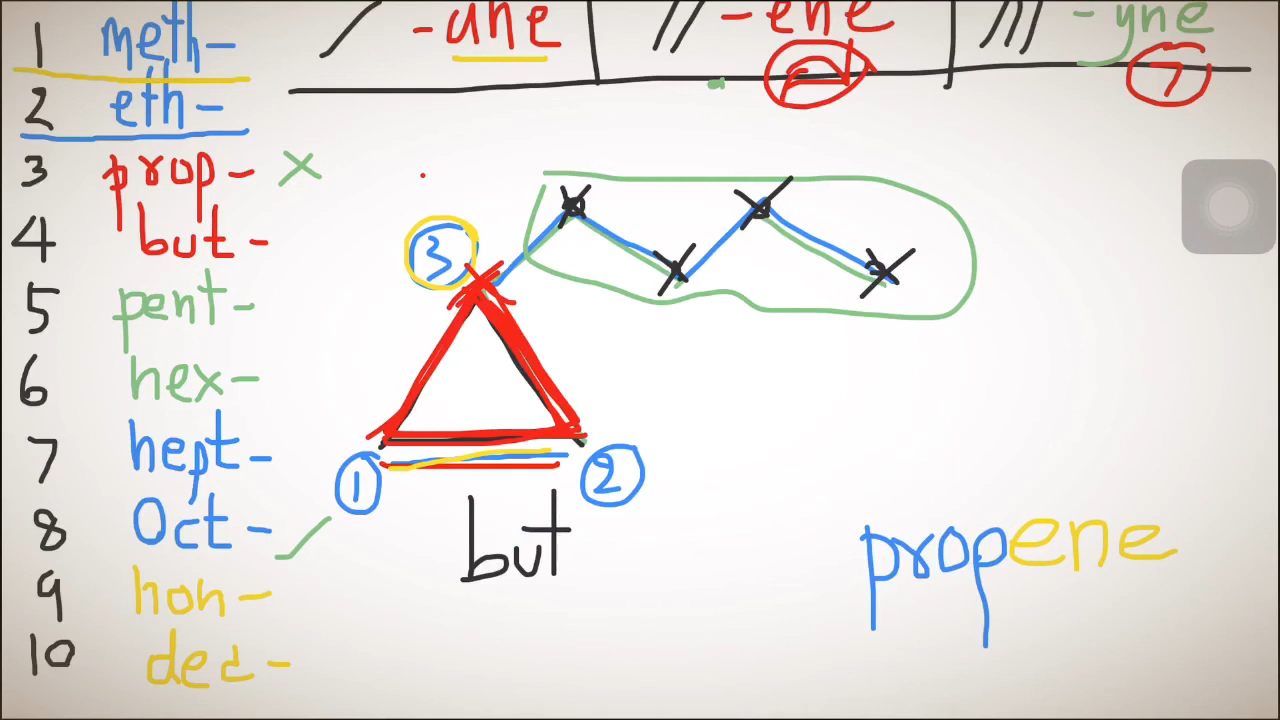 -ane // -ene /// -yne
1 meth-
2 eth-
3 prop- ×
4 but-
5 pent-
6 hex-
7 hept-
8 Oct-
9 non-
10 dec-
3
1 2
but
propene